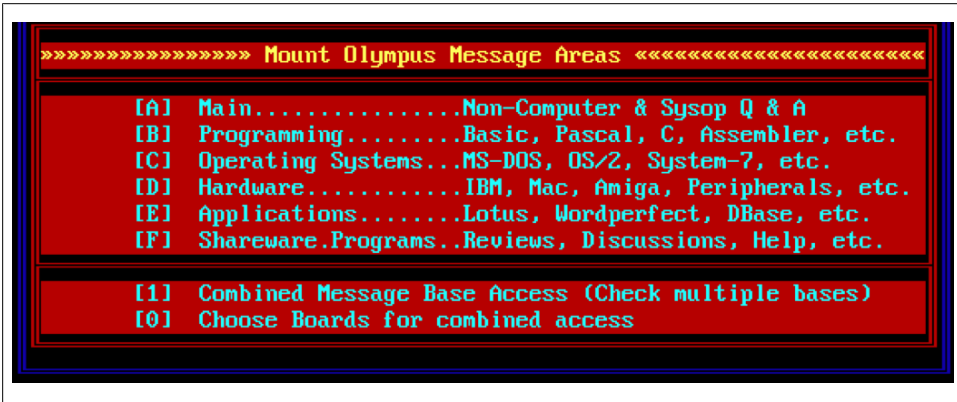 »»»»»»»»»»»»»»»» Mount Olympus Message Areas ««««««««««««««««««««««
[A] Main................Non-Computer & Sysop Q & A
[B] Programming.........Basic, Pascal, C, Assembler, etc.
[C] Operating Systems...MS-DOS, OS/2, System-7, etc.
[D] Hardware............IBM, Mac, Amiga, Peripherals, etc.
[E] Applications........Lotus, Wordperfect, DBase, etc.
[F] Shareware.Programs..Reviews, Discussions, Help, etc.
[1] Combined Message Base Access (Check multiple bases)
[0] Choose Boards for combined access